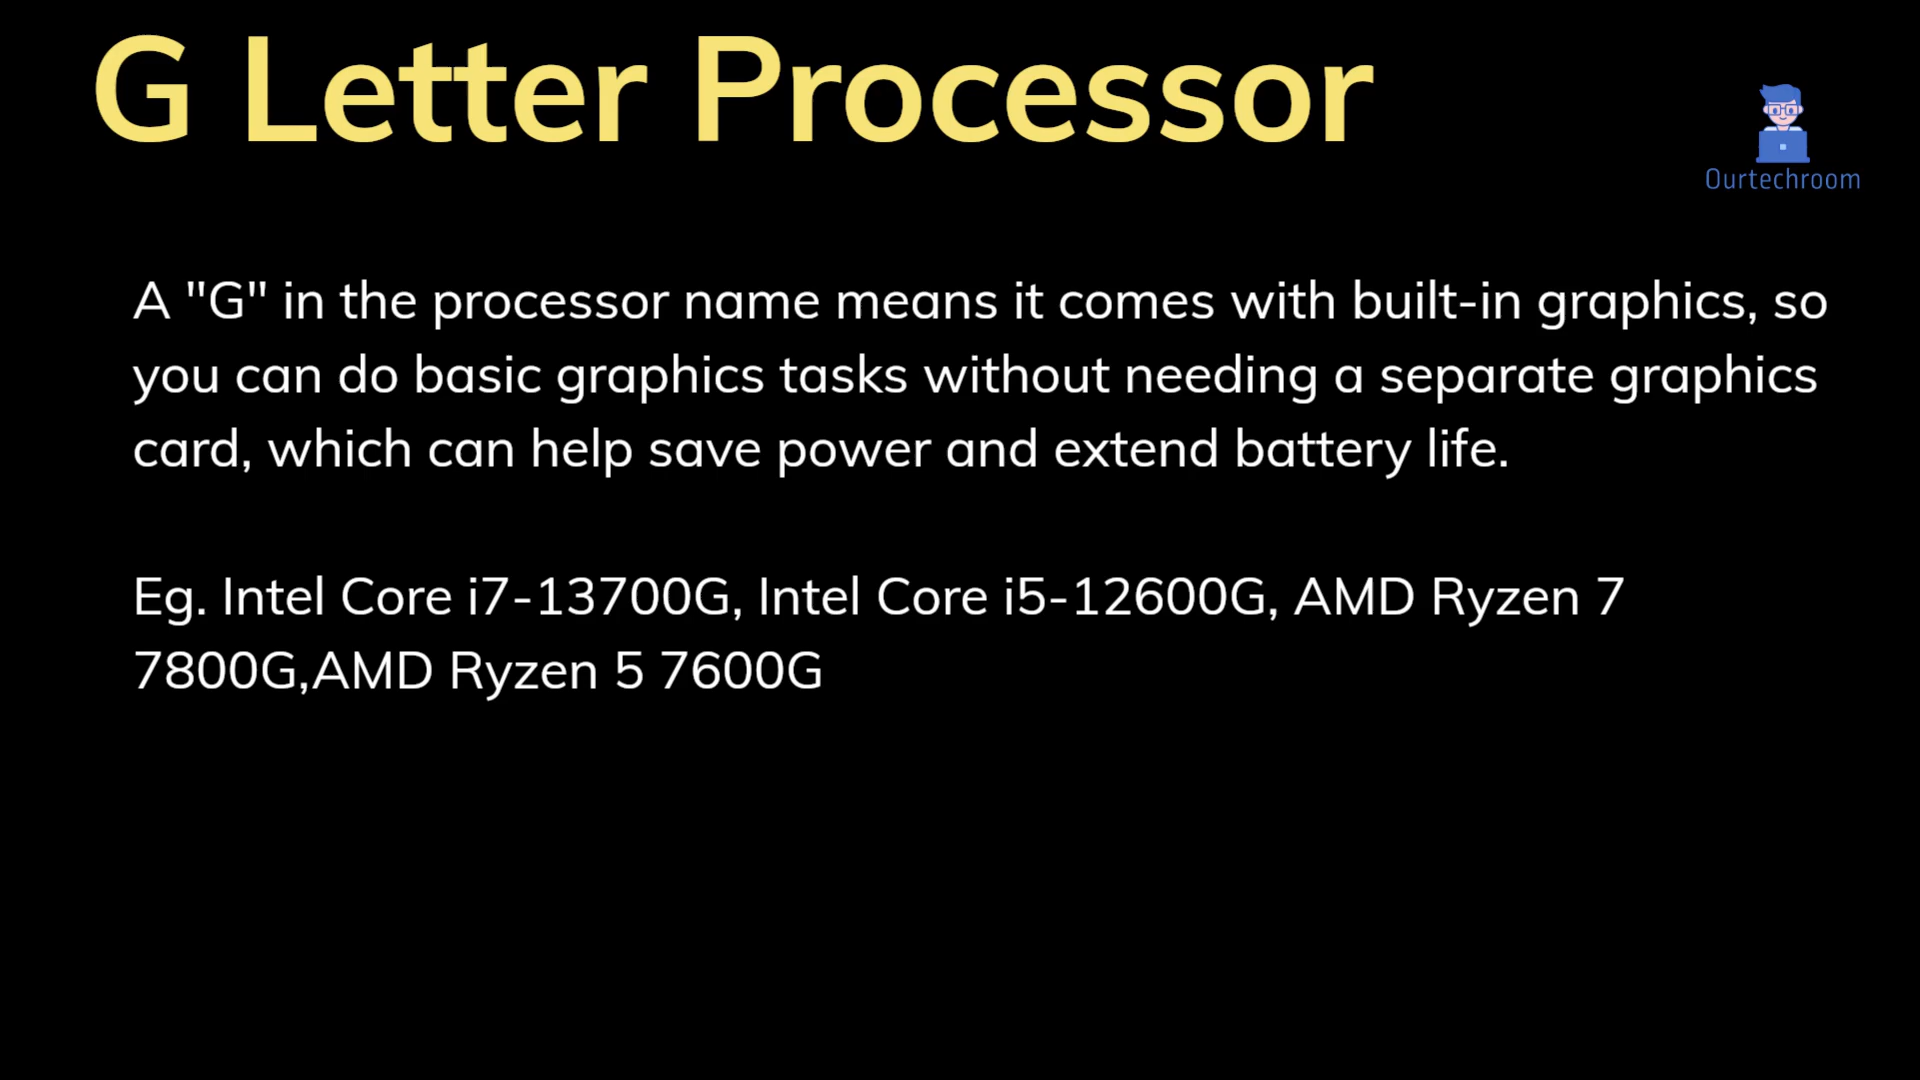 G Letter Processor
Ourtechroom
A "G" in the processor name means it comes with built-in graphics, so
you can do basic graphics tasks without needing a separate graphics
card, which can help save power and extend battery life.
Eg. Intel Core i7-13700G, Intel Core i5-12600G, AMD Ryzen 7
7800G,AMD Ryzen 5 7600G